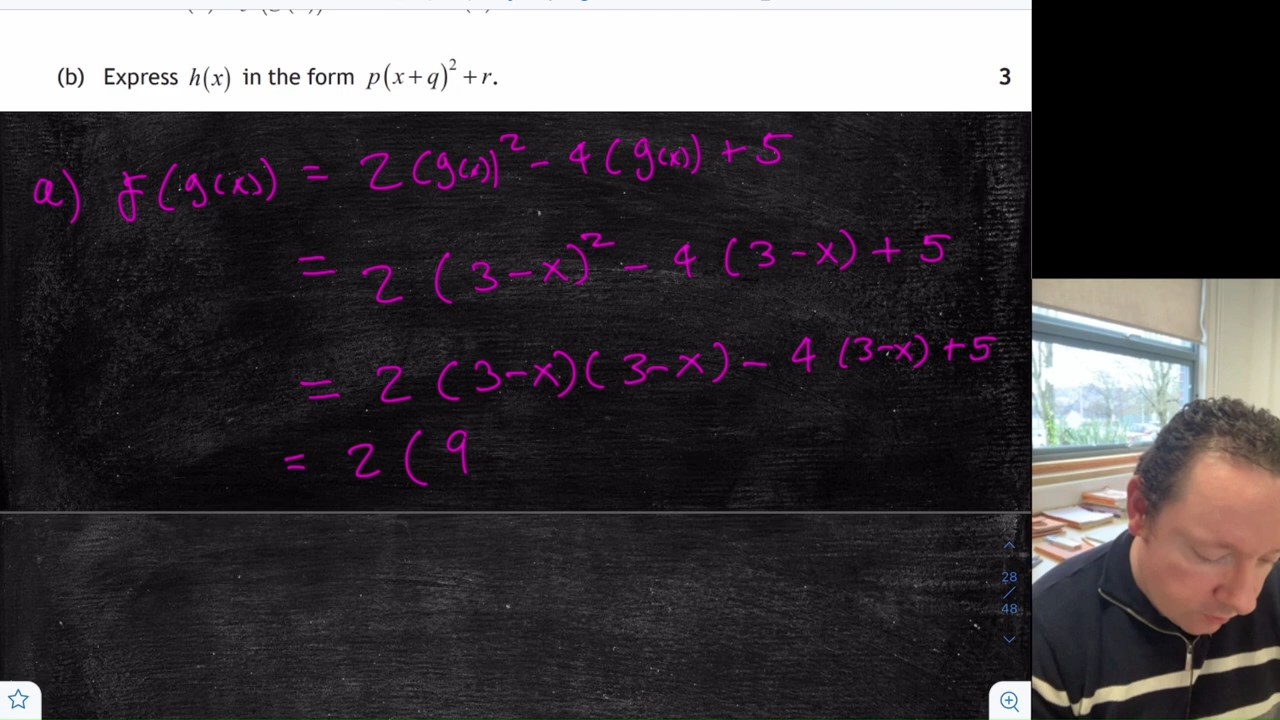 (b) Express h(x) in the form p(x+q)² + r. 3
a) f(g(x)) = 2(g(x))² - 4(g(x)) + 5
= 2(3-x)² - 4(3-x) + 5
= 2(3-x)(3-x) - 4(3-x) + 5
= 2(9
28
/
48